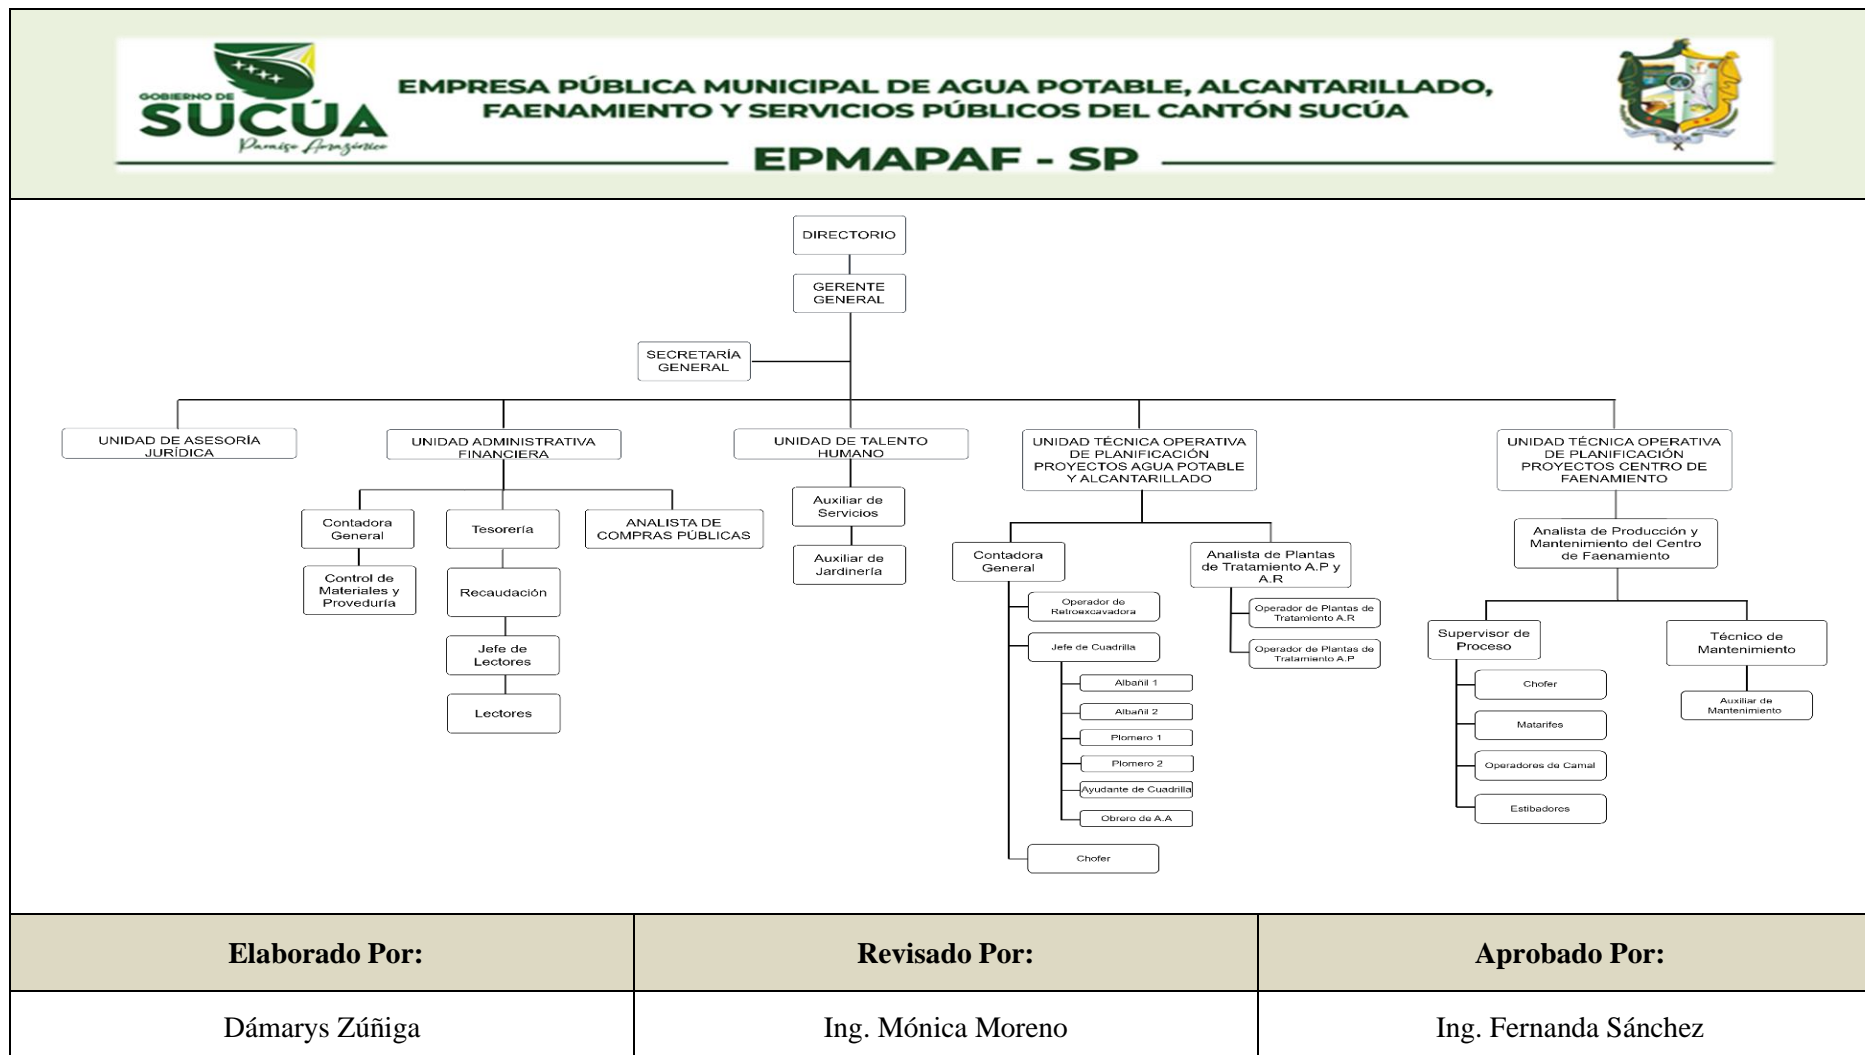 GOBIERNO DE
SUCÚA
Paraíso Amazónico
EMPRESA PÚBLICA MUNICIPAL DE AGUA POTABLE, ALCANTARILLADO,
FAENAMIENTO Y SERVICIOS PÚBLICOS DEL CANTÓN SUCÚA
EPMAPAF - SP
DIRECTORIO
GERENTE
GENERAL
SECRETARÍA
GENERAL
UNIDAD DE ASESORÍA
JURÍDICA
UNIDAD ADMINISTRATIVA
FINANCIERA
UNIDAD DE TALENTO
HUMANO
UNIDAD TÉCNICA OPERATIVA
DE PLANIFICACIÓN
PROYECTOS AGUA POTABLE
Y ALCANTARILLADO
UNIDAD TÉCNICA OPERATIVA
DE PLANIFICACIÓN
PROYECTOS CENTRO DE
FAENAMIENTO
Contadora
General
Control de
Materiales y
Proveduría
Tesorería
Recaudación
Jefe de
Lectores
Lectores
ANALISTA DE
COMPRAS PÚBLICAS
Auxiliar de
Servicios
Auxiliar de
Jardinería
Contadora
General
Operador de
Retroexcavadora
Jefe de Cuadrilla
Albañil 1
Albañil 2
Plomero 1
Plomero 2
Ayudante de Cuadrilla
Obrero de A.A
Chofer
Analista de Plantas
de Tratamiento A.P y
A.R
Operador de Plantas de
Tratamiento A.R
Operador de Plantas de
Tratamiento A.P
Analista de Producción y
Mantenimiento del Centro
de Faenamiento
Supervisor de
Proceso
Chofer
Matarifes
Operadores de Camal
Estibadores
Técnico de
Mantenimiento
Auxiliar de
Mantenimiento
Elaborado Por:
Revisado Por:
Aprobado Por:
Dámarys Zúñiga
Ing. Mónica Moreno
Ing. Fernanda Sánchez